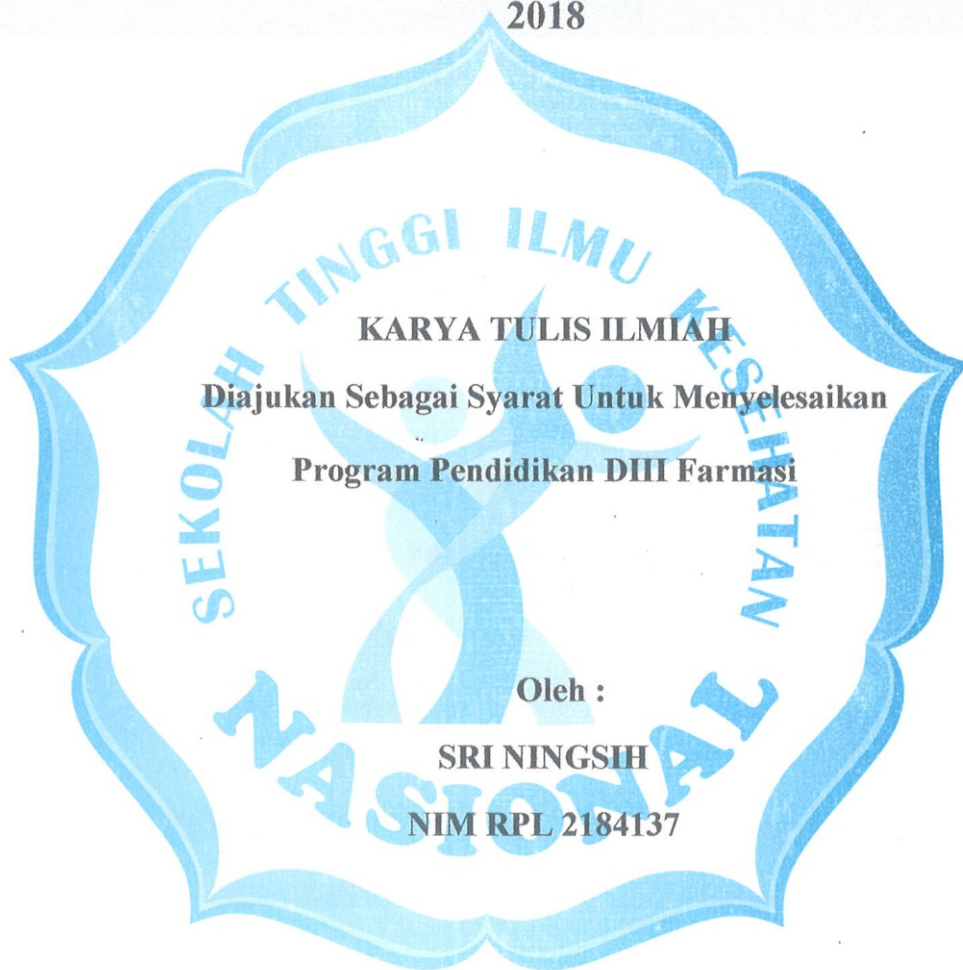 2018
SEKOLAH TINGGI ILMU KESEHATAN
KARYA TULIS ILMIAH
Diajukan Sebagai Syarat Untuk Menyelesaikan
Program Pendidikan DIII Farmasi
Oleh :
SRI NINGSIH
NIM RPL 2184137
NASIONAL